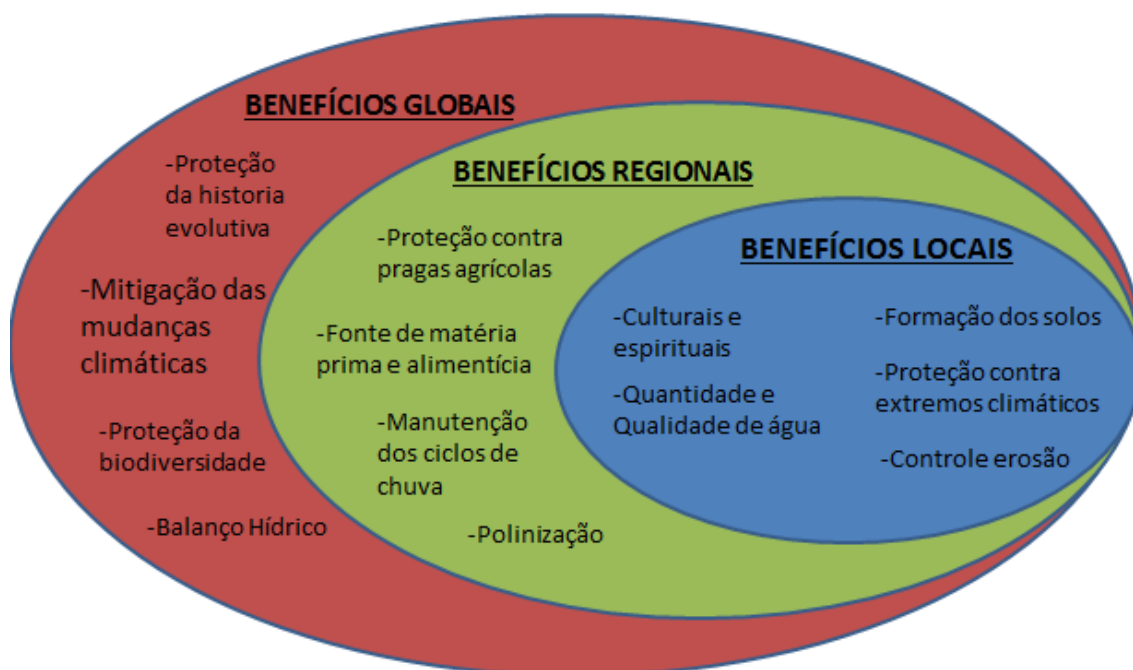 BENEFÍCIOS GLOBAIS
-Proteção
da historia
evolutiva
-Mitigação das
mudanças
climáticas
-Proteção da
biodiversidade
-Balanço Hídrico
BENEFÍCIOS REGIONAIS
-Proteção contra
pragas agrícolas
-Fonte de matéria
prima e alimentícia
-Manutenção
dos ciclos de
chuva
-Polinização
BENEFÍCIOS LOCAIS
-Culturais e
espirituais
-Quantidade e
Qualidade de água
-Formação dos solos
-Proteção contra
extremos climáticos
-Controle erosão